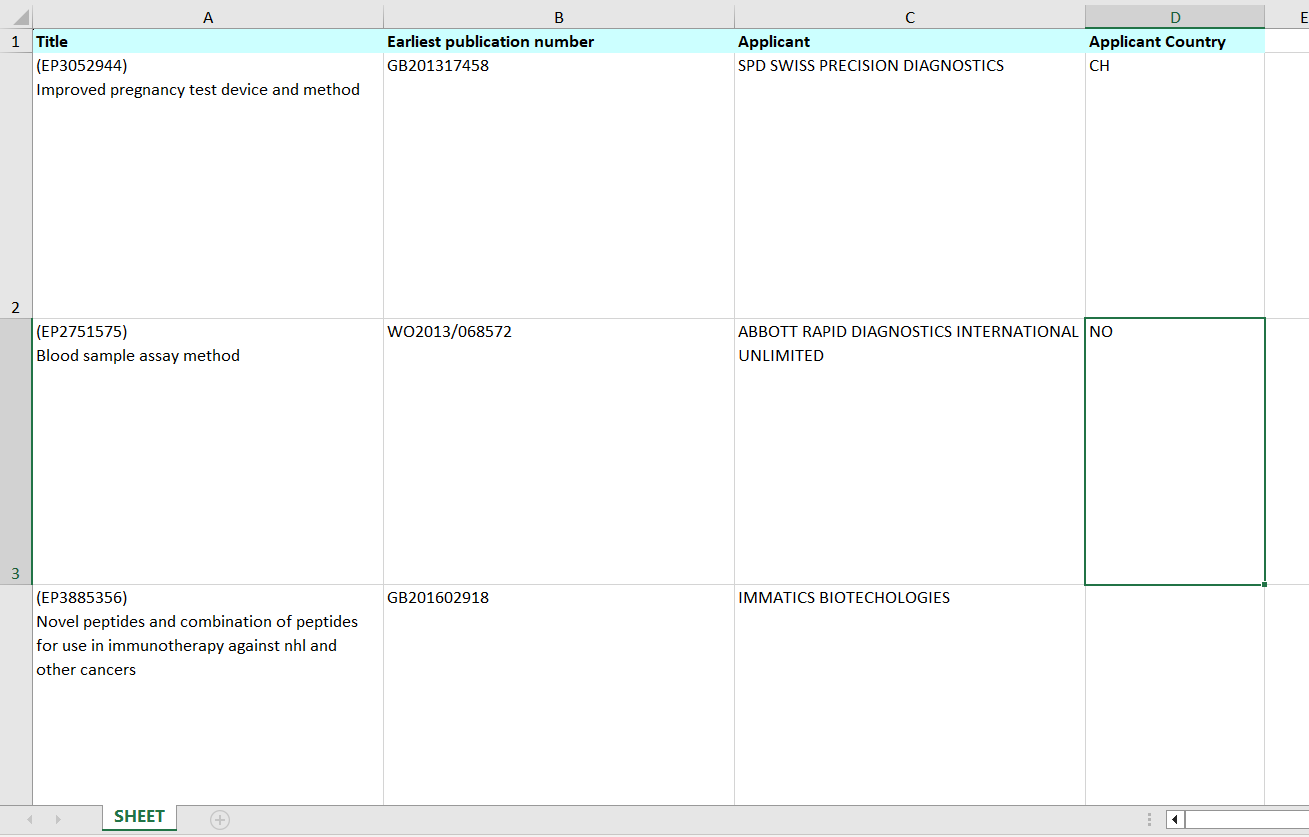 A B C D E
1 Title Earliest publication number Applicant Applicant Country
(EP3052944) GB201317458 SPD SWISS PRECISION DIAGNOSTICS CH
Improved pregnancy test device and method
2
(EP2751575) WO2013/068572 ABBOTT RAPID DIAGNOSTICS INTERNATIONAL NO
Blood sample assay method UNLIMITED
3
(EP3885356) GB201602918 IMMATICS BIOTECHOLOGIES
Novel peptides and combination of peptides
for use in immunotherapy against nhl and
other cancers
SHEET